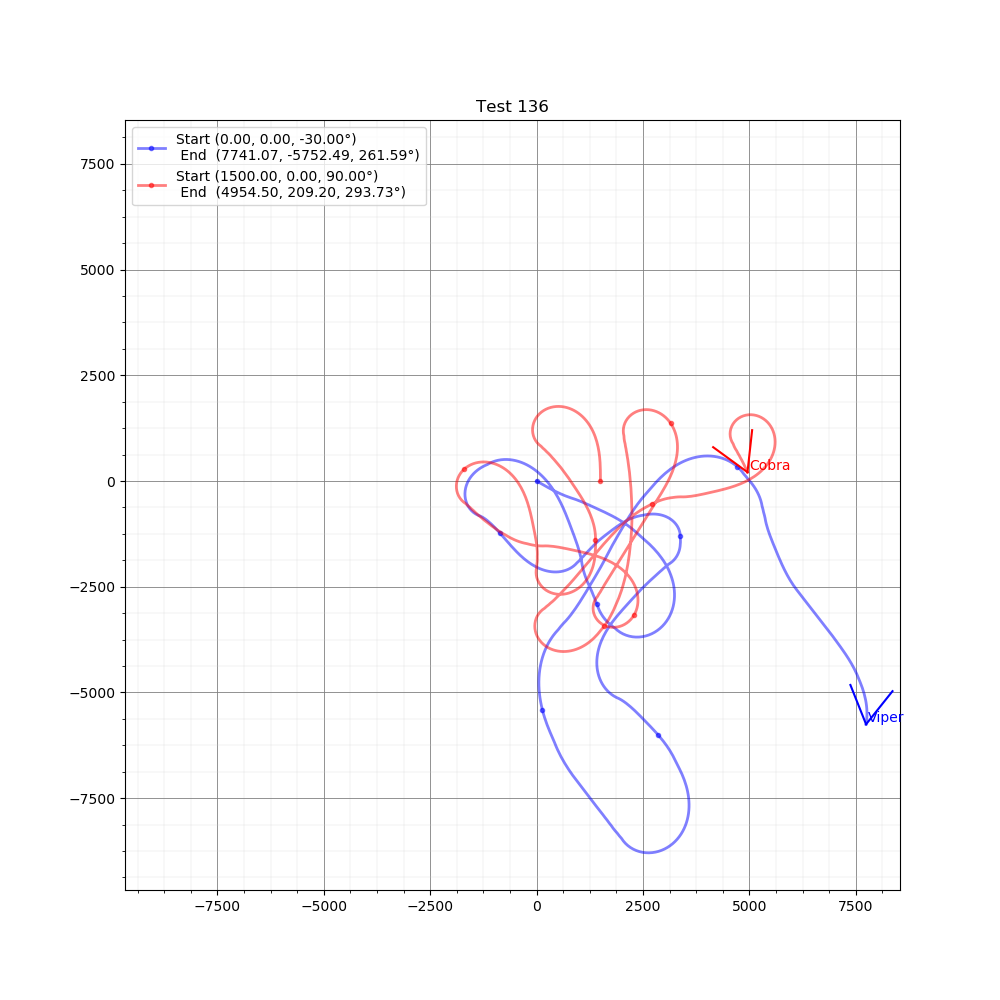 Test 136
Start (0.00, 0.00, -30.00°)
End (7741.07, -5752.49, 261.59°)
Start (1500.00, 0.00, 90.00°)
End (4954.50, 209.20, 293.73°)
7500
5000
2500
0
−2500
−5000
−7500
Cobra
Viper
−7500 −5000 −2500 0 2500 5000 7500